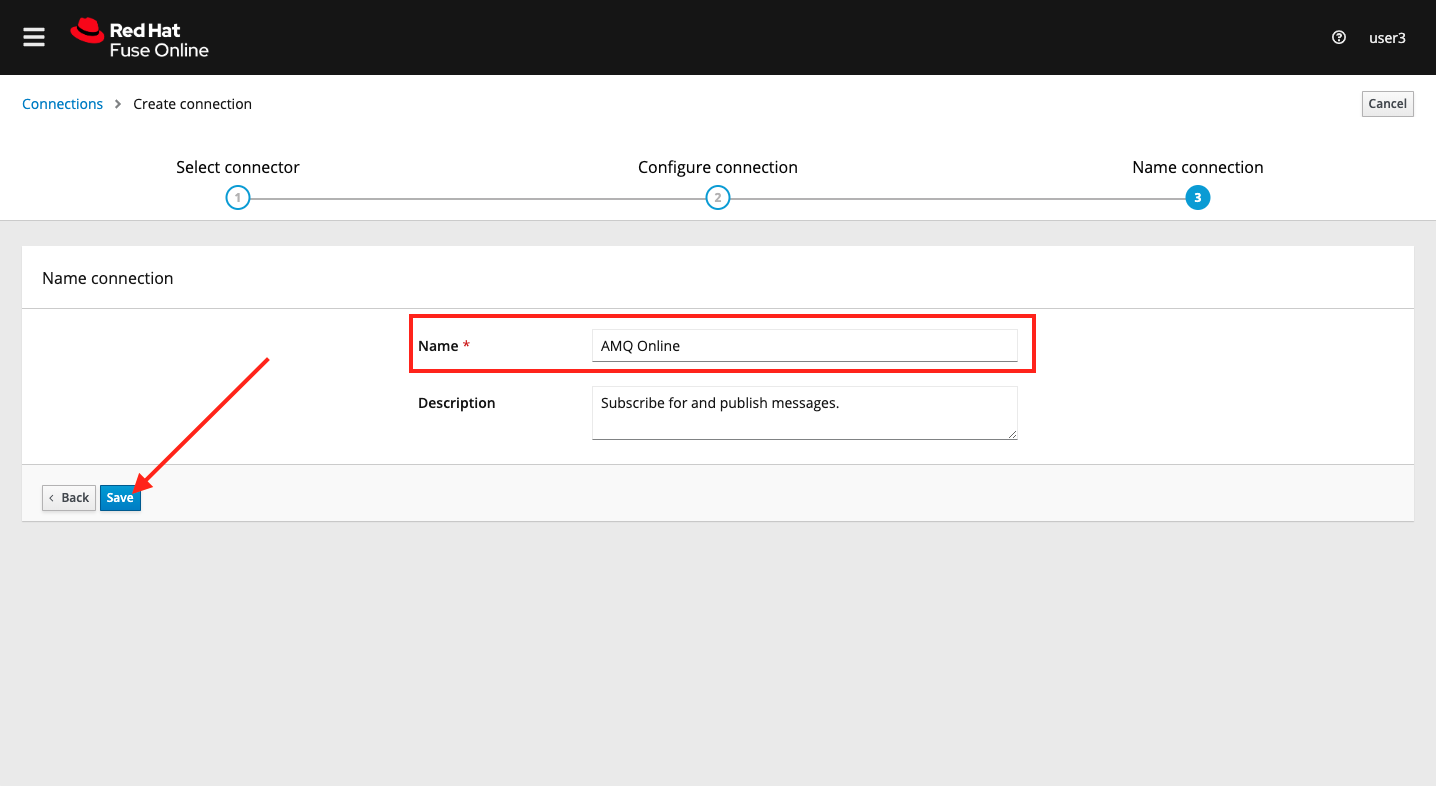 Red Hat
Fuse Online
user3
Connections > Create connection
Cancel
Select connector
Configure connection
Name connection
1
2
3
Name connection
Name *
AMQ Online
Description
Subscribe for and publish messages.
< Back
Save